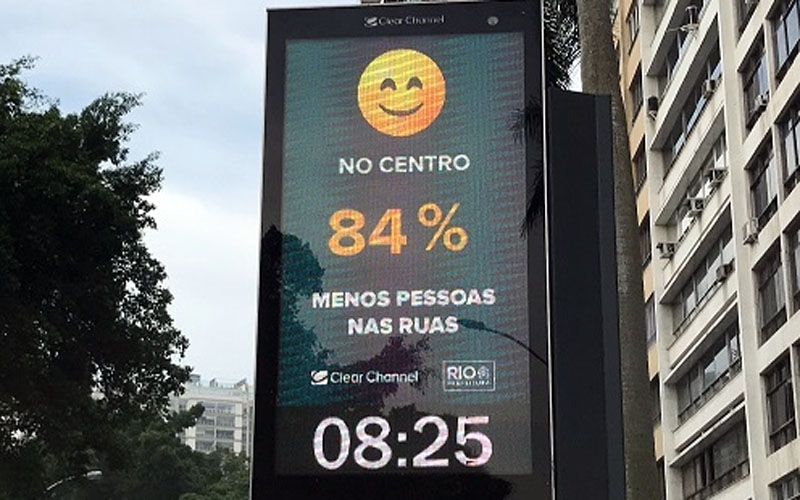 Clear Channel
NO CENTRO
84%
MENOS PESSOAS
NAS RUAS
Clear Channel
RIO
PREFEITURA
08:25